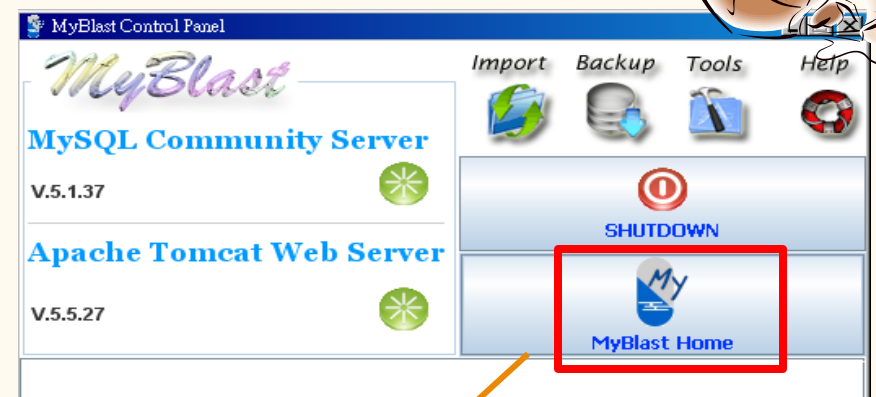 MyBlast Control Panel
MyBlast
Import Backup Tools Help
MySQL Community Server
V.5.1.37
SHUTDOWN
Apache Tomcat Web Server
V.5.5.27
My
MyBlast Home